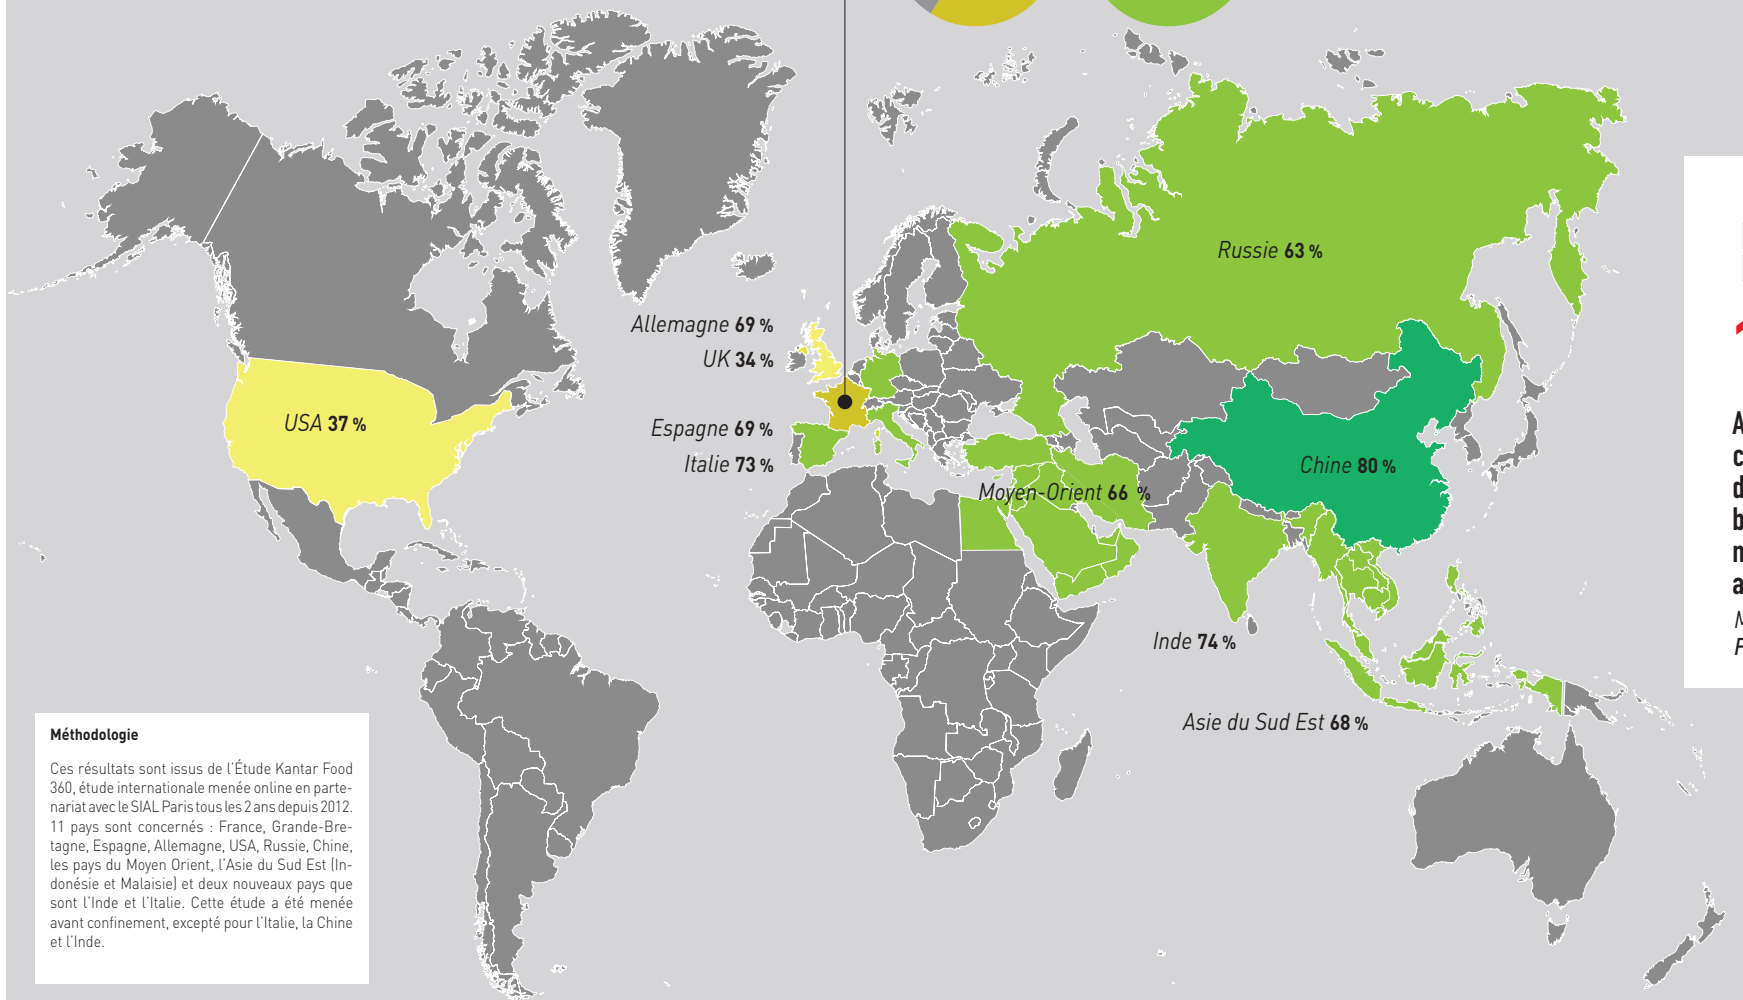 Russie 63 %
Allemagne 69 %
UK 34 %
USA 37 %
Espagne 69 %
Italie 73 %
Chine 80 %
Moyen-Orient 66 %
Inde 74 %
Asie du Sud Est 68 %
Méthodologie
Ces résultats sont issus de l'Étude Kantar Food
360, étude internationale menée online en parte-
nariat avec le SIAL Paris tous les 2 ans depuis 2012.
11 pays sont concernés : France, Grande-Bre-
tagne, Espagne, Allemagne, USA, Russie, Chine,
les pays du Moyen Orient, l'Asie du Sud Est (In-
donésie et Malaisie) et deux nouveaux pays que
sont l'Inde et l'Italie. Cette étude a été menée
avant confinement, excepté pour l'Italie, la Chine
et l'Inde.